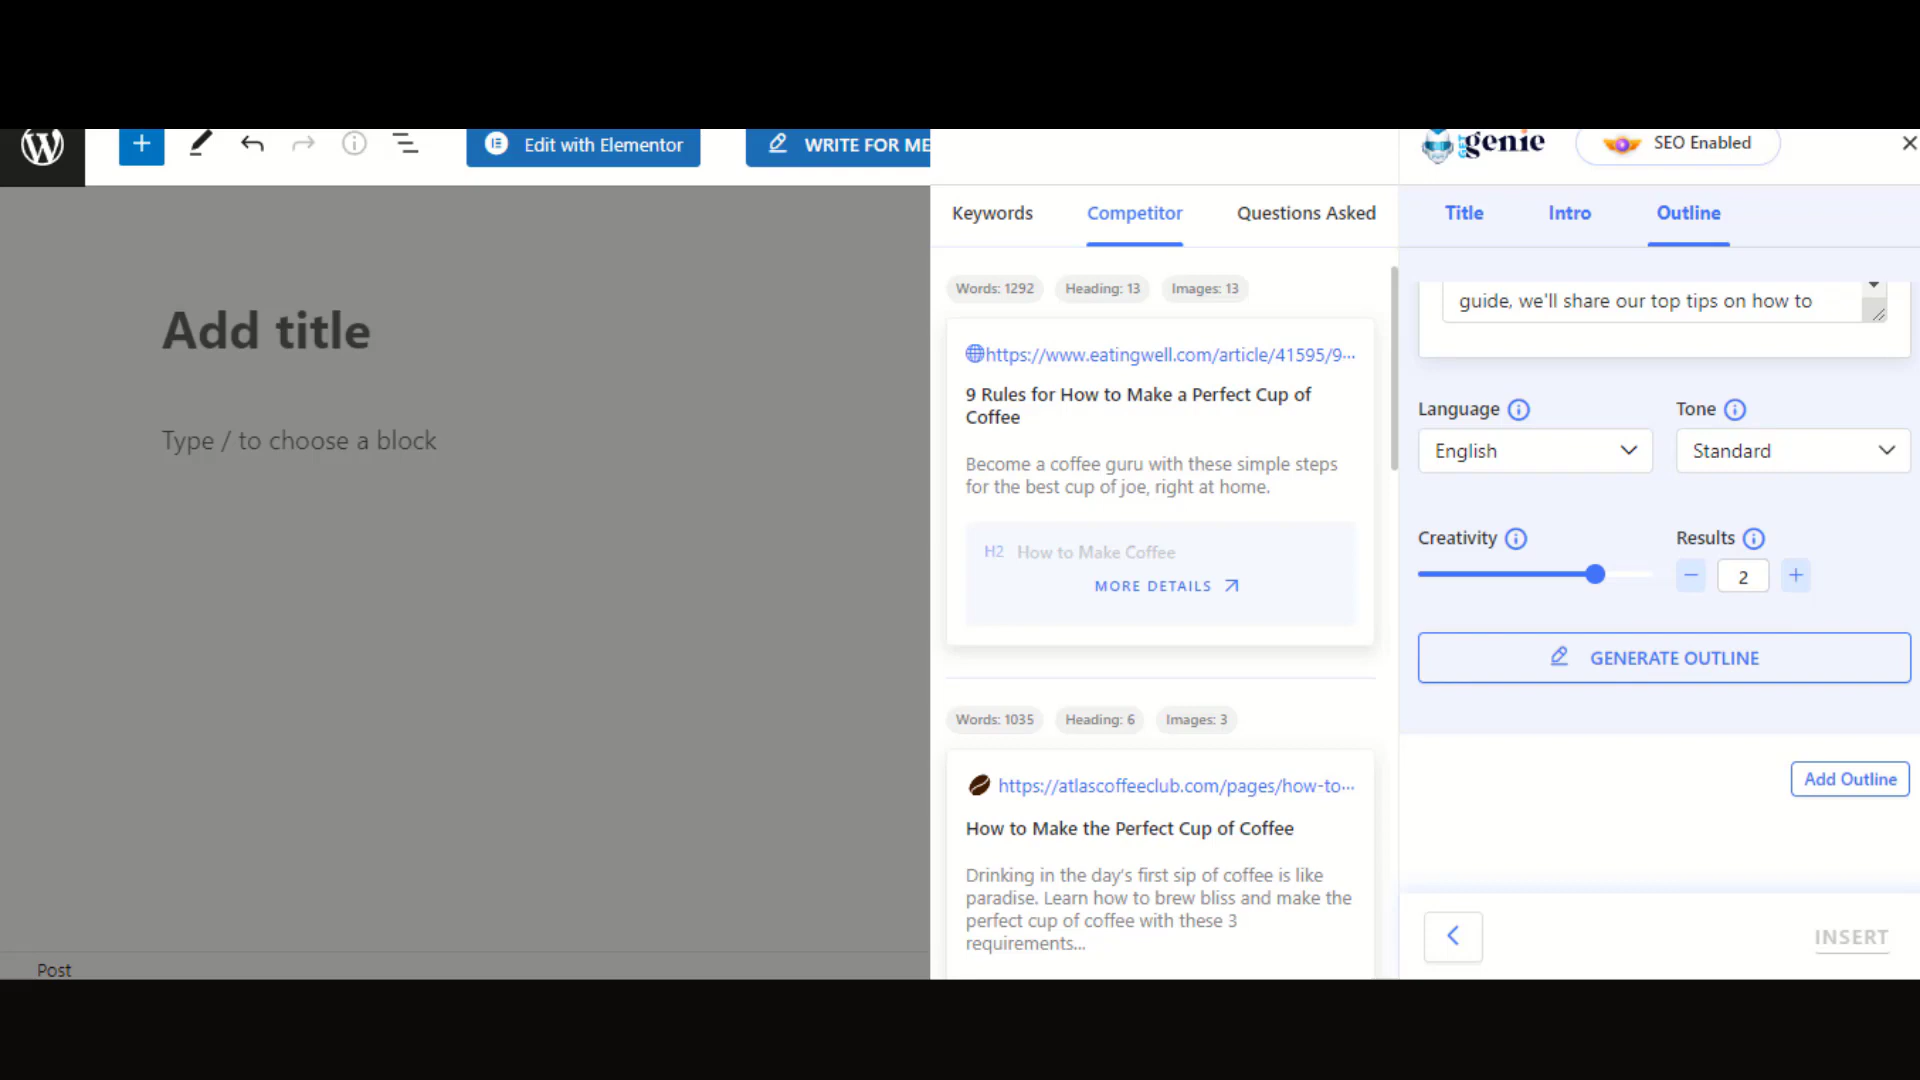 Edit with Elementor
WRITE FOR ME
genie
SEO Enabled
Keywords
Competitor
Questions Asked
Title
Intro
Outline
Add title
Type / to choose a block
Post
Words: 1292
Heading: 13
Images: 13
https://www.eatingwell.com/article/41595/9...
9 Rules for How to Make a Perfect Cup of
Coffee
Become a coffee guru with these simple steps
for the best cup of joe, right at home.
H2 How to Make Coffee
MORE DETAILS
Words: 1035
Heading: 6
Images: 3
https://atlascoffeeclub.com/pages/how-to...
How to Make the Perfect Cup of Coffee
Drinking in the day's first sip of coffee is like
paradise. Learn how to brew bliss and make the
perfect cup of coffee with these 3
requirements...
guide, we'll share our top tips on how to
Language
Tone
English
Standard
Creativity
Results
2
GENERATE OUTLINE
Add Outline
INSERT